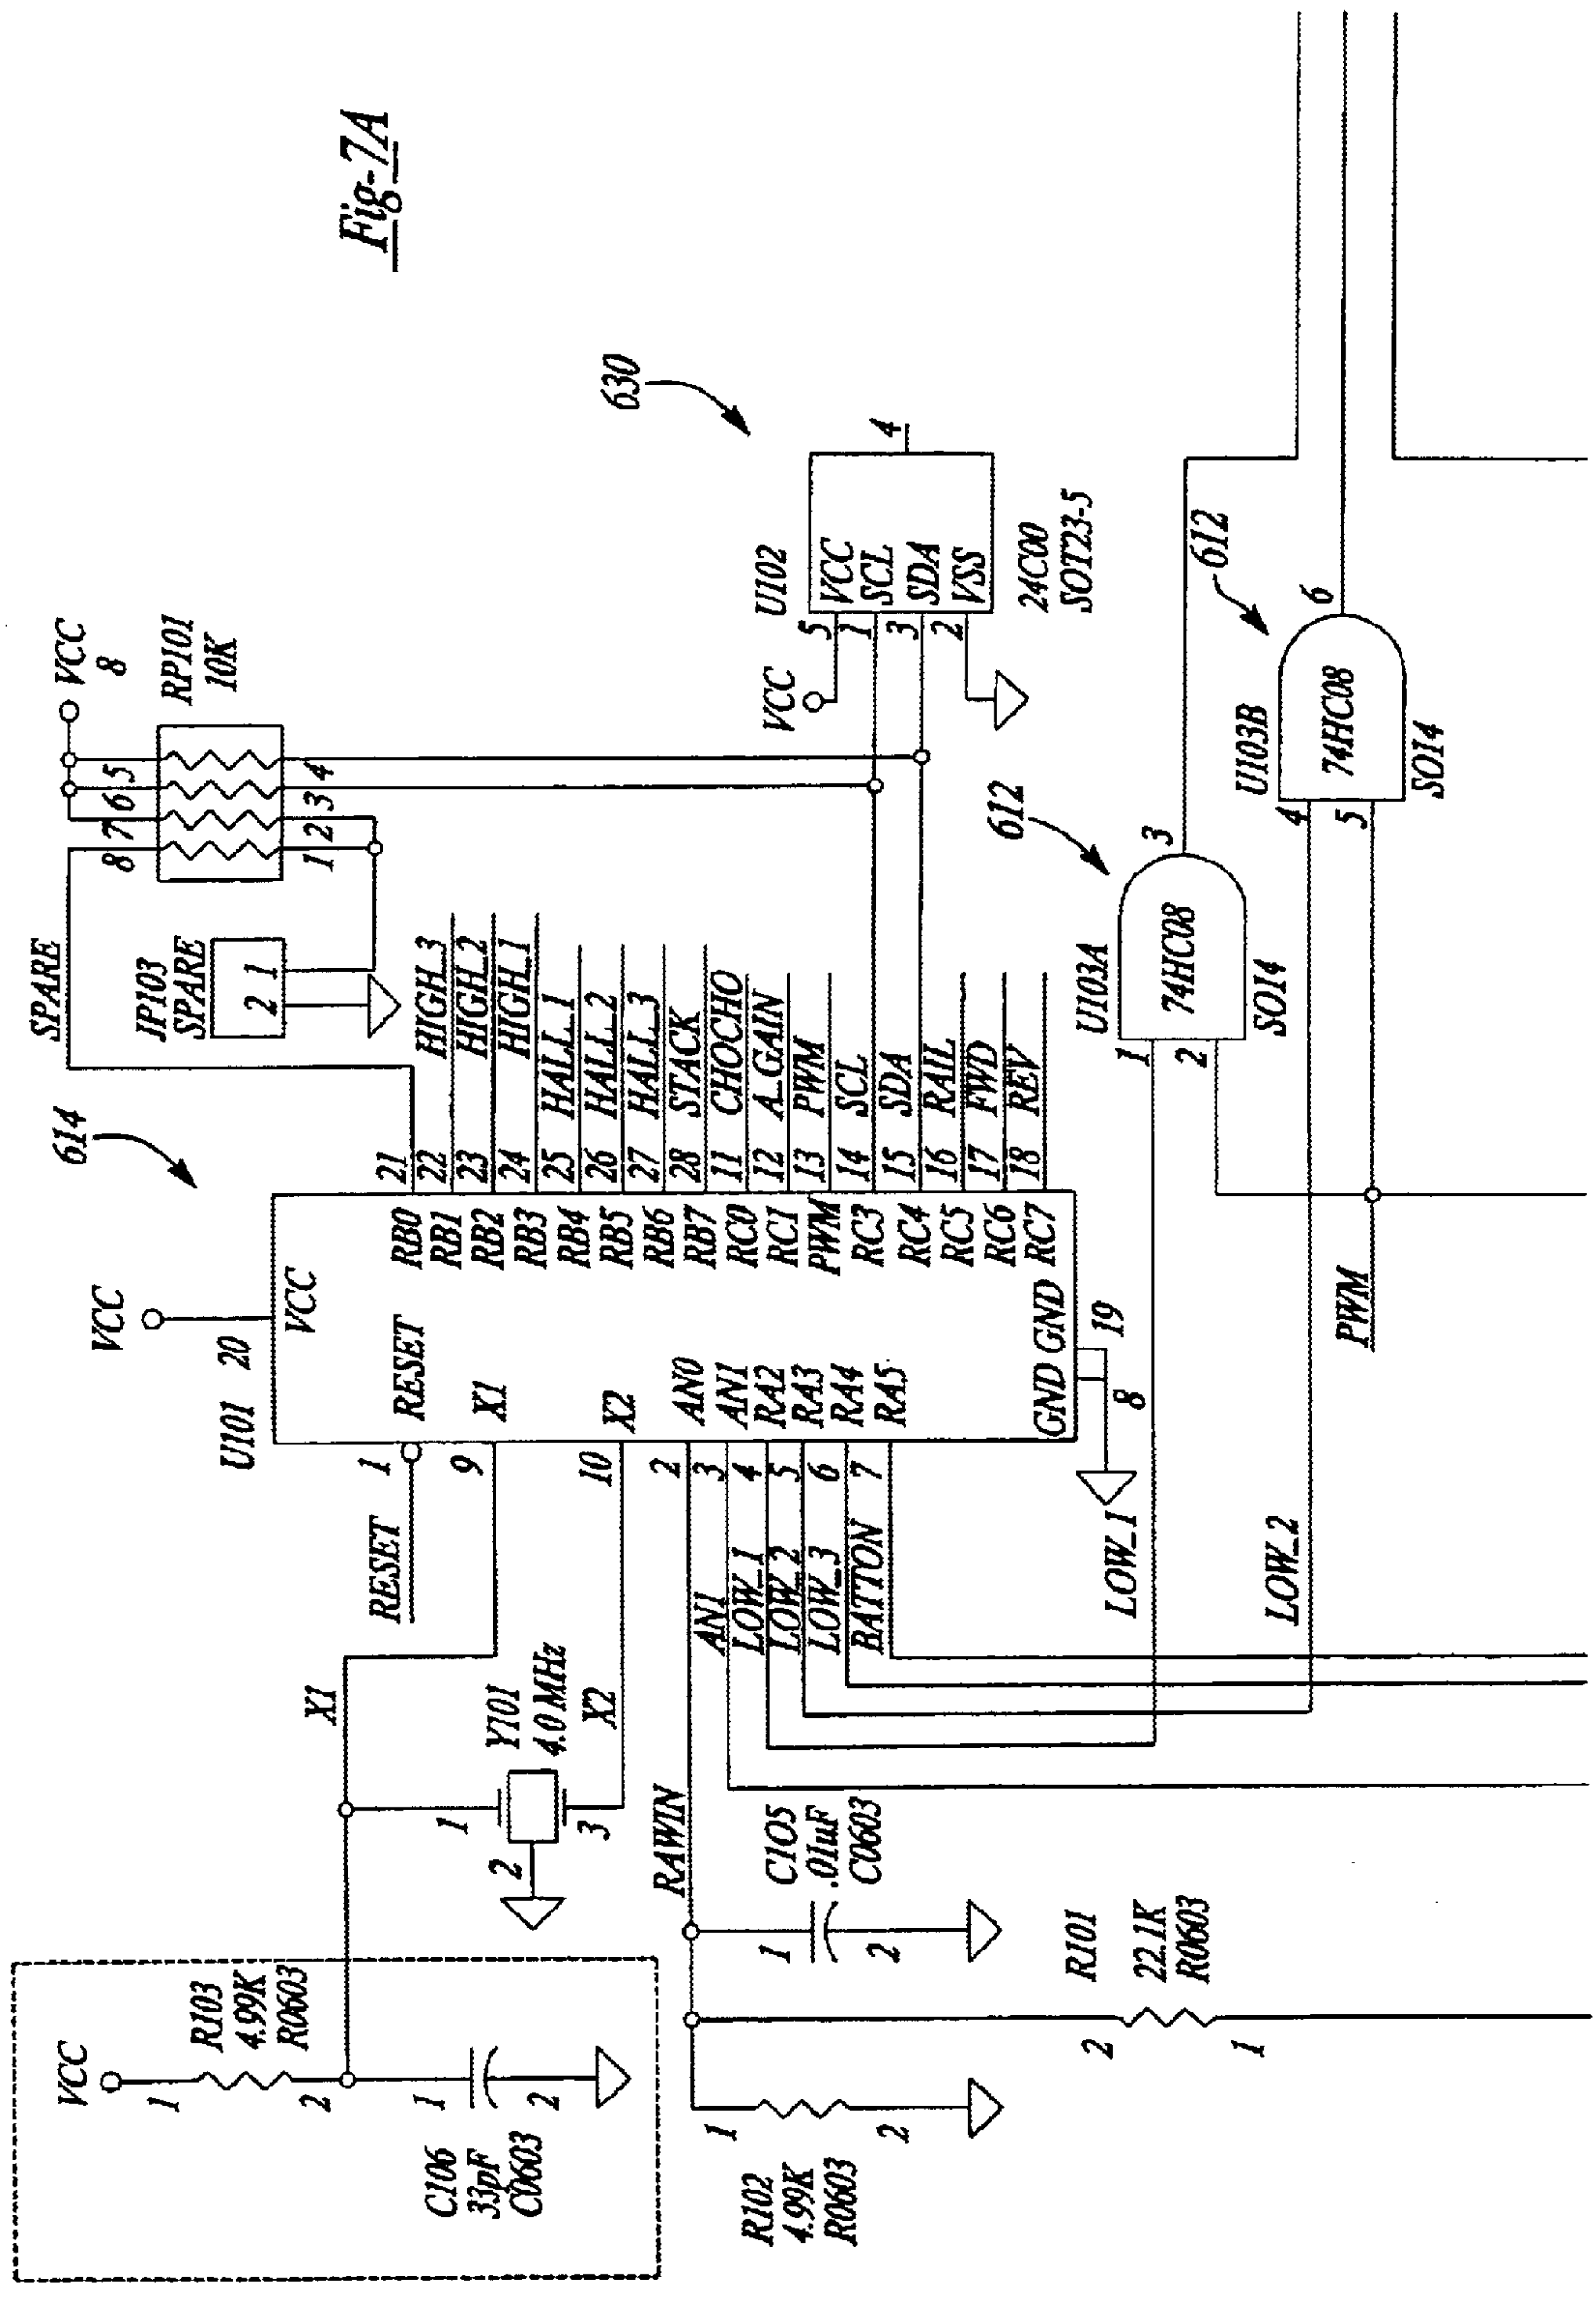 Fig-7A
VCC
1
R103
4.99K
R0603
2
1
C106
33pF
C0603
2
X1
1
Y101
4.0 MHz
2
3
X2
RESET
1
9
10
RAWIN
1
C105
.01uF
C0603
2
1
R102
4.99K
R0603
2
2
R101
22.1K
R0603
1
AN1
LOW_1
LOW_2
LOW_3
BATTON
2
3
4
5
6
7
614
VCC
20
U101
VCC
RESET
X1
X2
AN0
AN1
RA2
RA3
RA4
RA5
GND GND
8
19
RB0 21
RB1 22 HIGH_3
RB2 23 HIGH_2
RB3 24 HIGH_1
RB4 25 HALL_1
RB5 26 HALL_2
RB6 27 HALL_3
RB7 28 STACK
RC0 11 CHOCHO
RC1 12 A_GAIN
PWM 13 PWM
RC3 14 SCL
RC4 15 SDA
RC5 16 RAIL
RC6 17 FWD
RC7 18 REV
SPARE
JP103
SPARE
2 1
8 7 6 5
1 2 3 4
VCC
8
RP101
10K
630
U102
VCC
5 VCC
1 SCL
3 SDA
2 VSS
4
24C00
SOT23-5
LOW_1
1
2
U103A
74HC08
SO14
3
612
LOW_2
PWM
4
5
U103B
74HC08
SO14
6
612